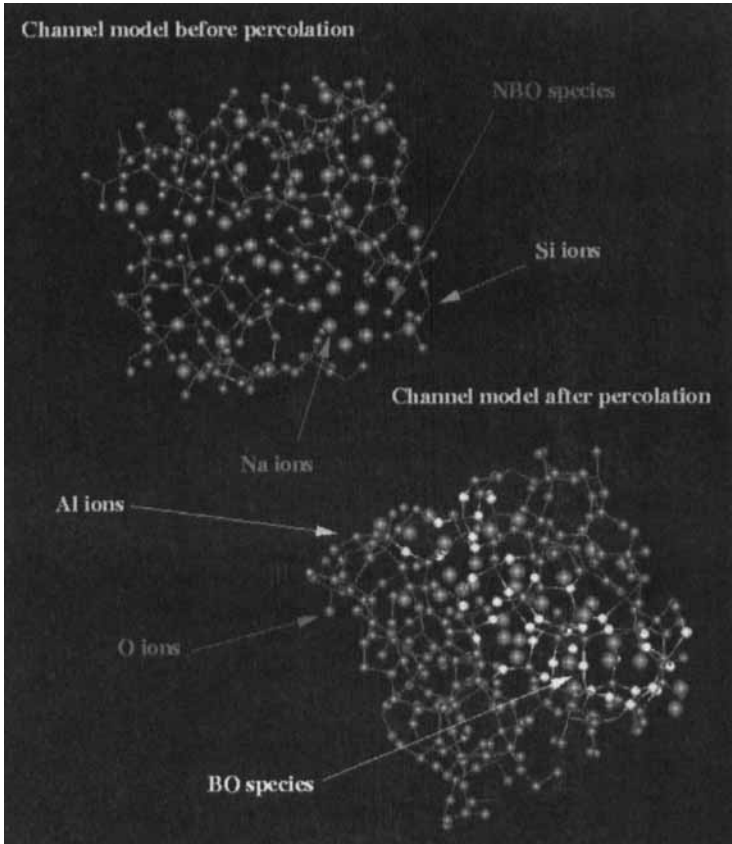 Channel model before percolation
NBO species
Si ions
Channel model after percolation
Na ions
Al ions
O ions
BO species